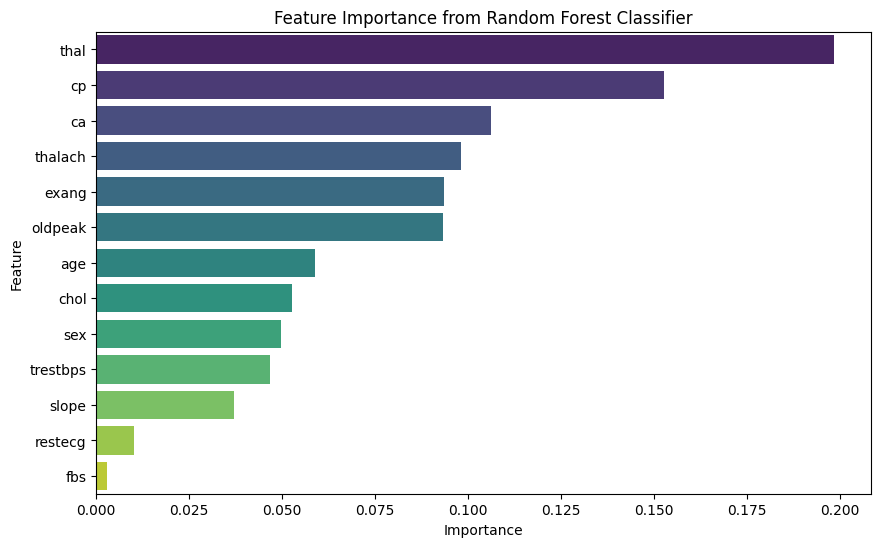 Feature Importance from Random Forest Classifier
Feature
thal
cp
ca
thalach
exang
oldpeak
age
chol
sex
trestbps
slope
restecg
fbs
0.000 0.025 0.050 0.075 0.100 0.125 0.150 0.175 0.200
Importance